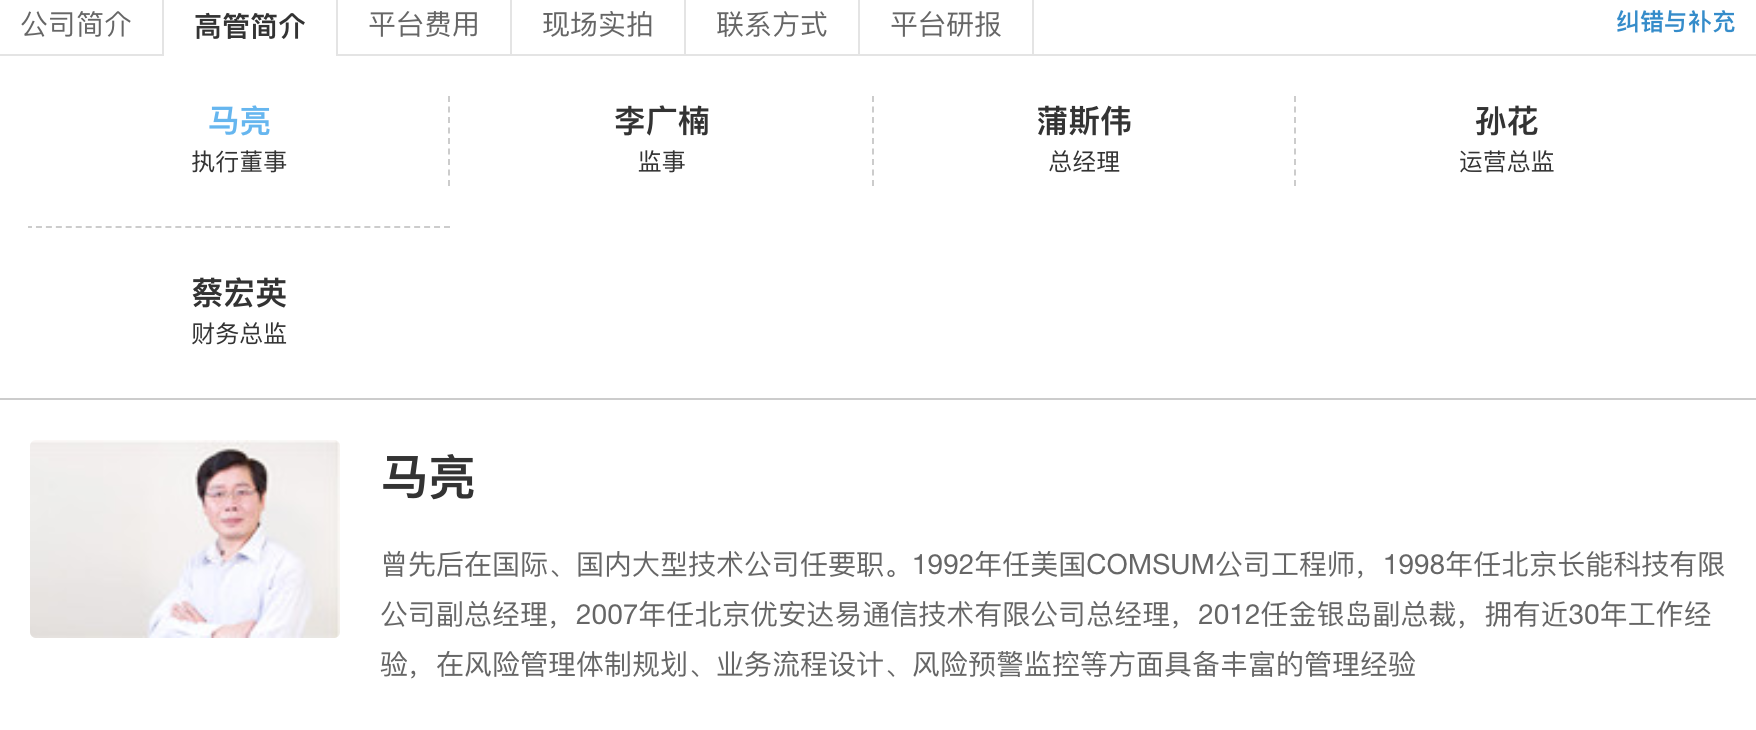 公司简介 高管简介 平台费用 现场实拍 联系方式 平台研报 纠错与补充
马亮 李广楠 蒲斯伟 孙花
执行董事 监事 总经理 运营总监
蔡宏英
财务总监
马亮
曾先后在国际、国内大型技术公司任要职。1992年任美国COMSUM公司工程师，1998年任北京长能科技有限
公司副总经理，2007年任北京优安达易通信技术有限公司总经理，2012任金银岛副总裁，拥有近30年工作经
验，在风险管理体制规划、业务流程设计、风险预警监控等方面具备丰富的管理经验